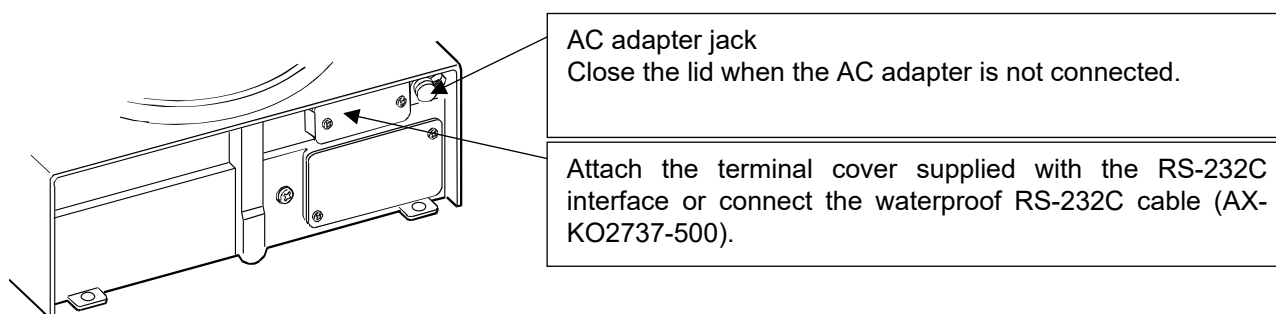 AC adapter jack
Close the lid when the AC adapter is not connected.
Attach the terminal cover supplied with the RS-232C
interface or connect the waterproof RS-232C cable (AX-
KO2737-500).